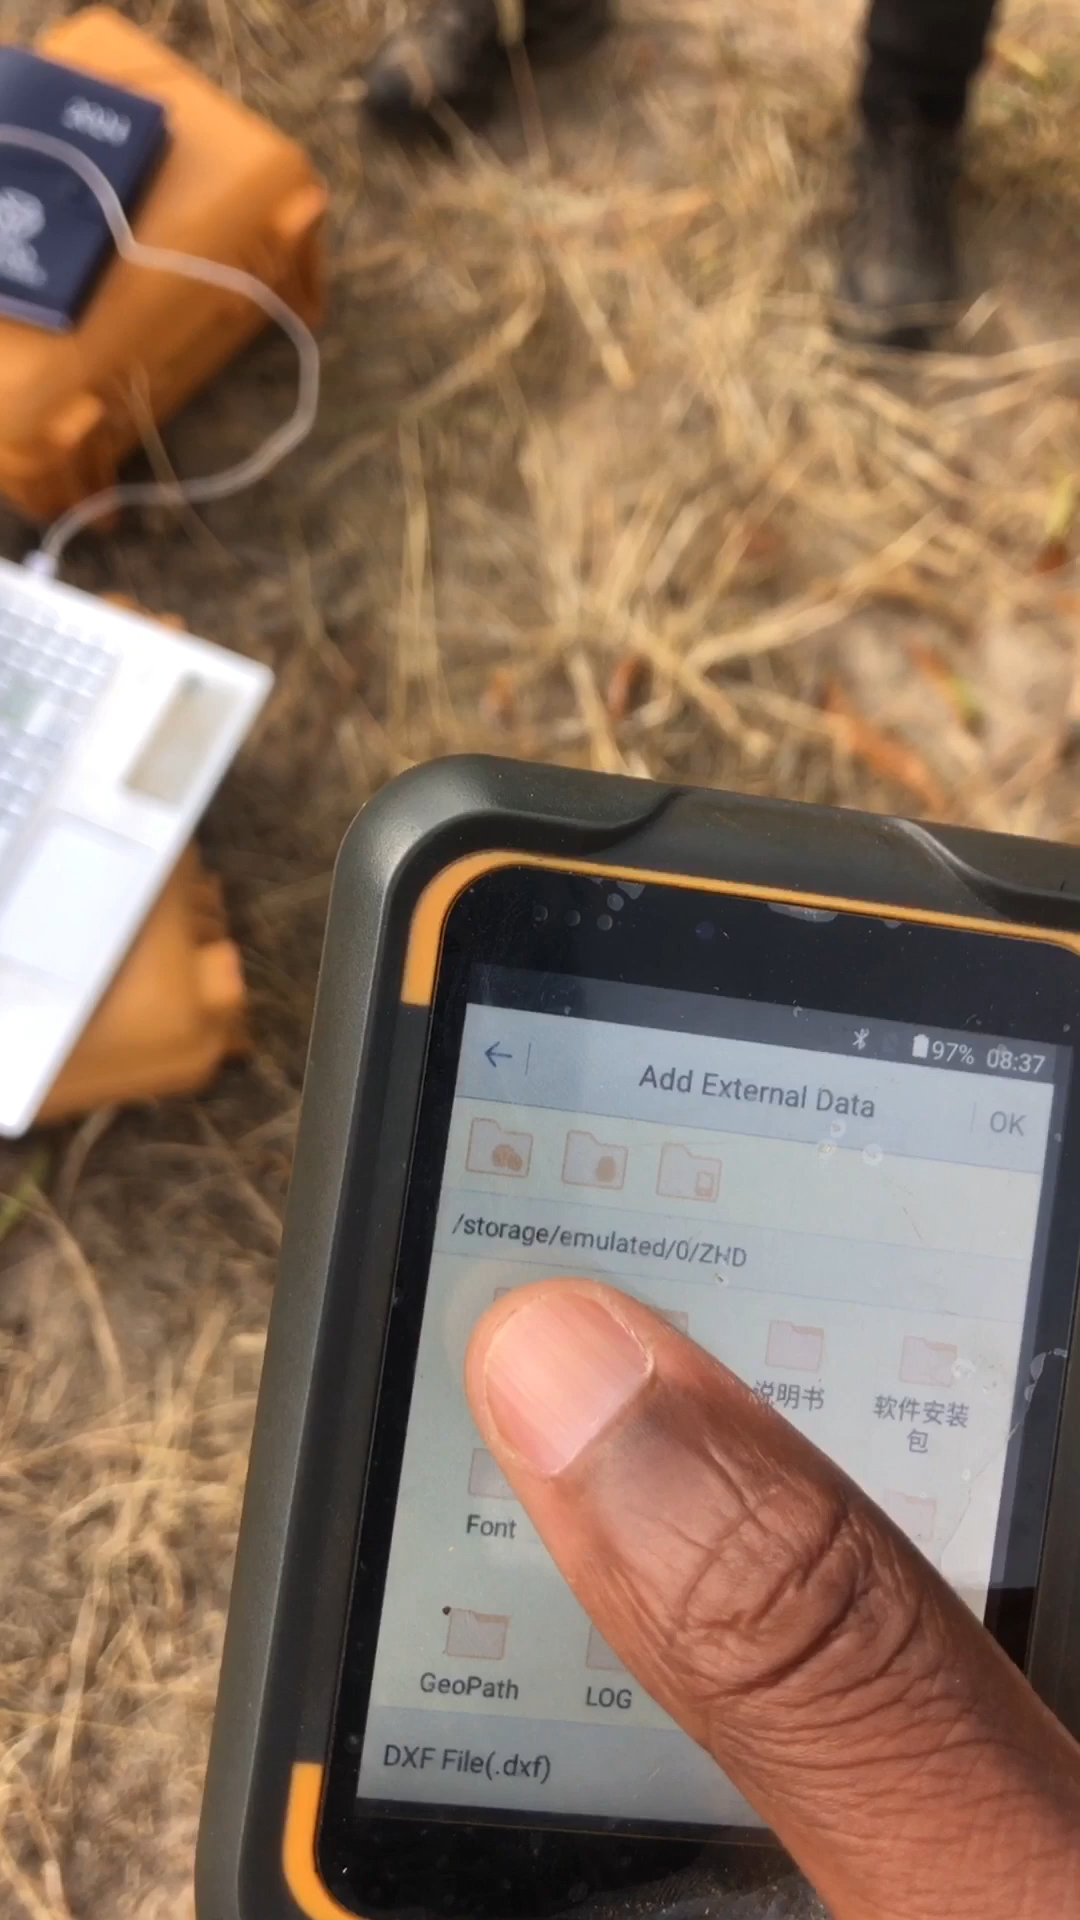 2021
97% 08:37
Add External Data
OK
/storage/emulated/0/ZHD
说明书
软件安装
包
Font
GeoPath
LOG
DXF File(.dxf)